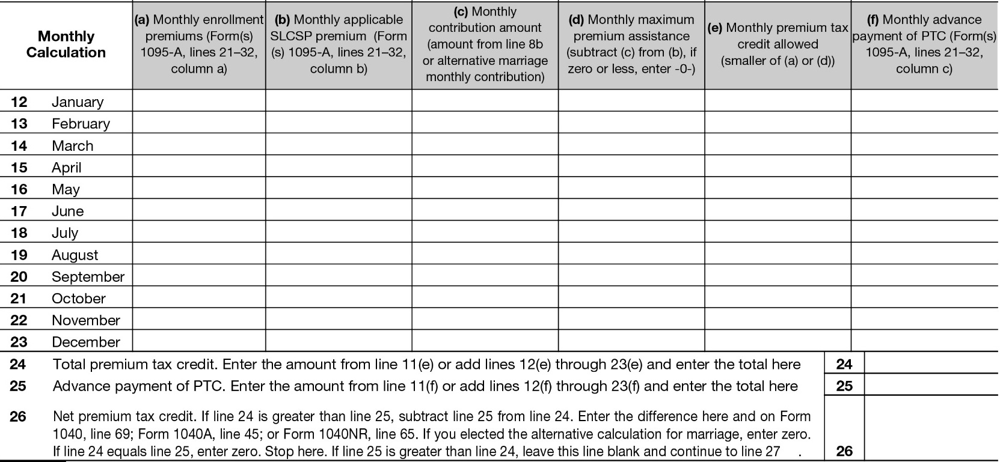 Monthly
Calculation
(a) Monthly enrollment
premiums (Form(s)
1095-A, lines 21–32,
column a)
(b) Monthly applicable
SLCSP premium (Form
(s) 1095-A, lines 21–32,
column b)
(c) Monthly
contribution amount
(amount from line 8b
or alternative marriage
monthly contribution)
(d) Monthly maximum
premium assistance
(subtract (c) from (b), if
zero or less, enter -0-)
(e) Monthly premium tax
credit allowed
(smaller of (a) or (d))
(f) Monthly advance
payment of PTC (Form(s)
1095-A, lines 21–32,
column c)
12 January
13 February
14 March
15 April
16 May
17 June
18 July
19 August
20 September
21 October
22 November
23 December
24 Total premium tax credit. Enter the amount from line 11(e) or add lines 12(e) through 23(e) and enter the total here 24
25 Advance payment of PTC. Enter the amount from line 11(f) or add lines 12(f) through 23(f) and enter the total here 25
26 Net premium tax credit. If line 24 is greater than line 25, subtract line 25 from line 24. Enter the difference here and on Form
1040, line 69; Form 1040A, line 45; or Form 1040NR, line 65. If you elected the alternative calculation for marriage, enter zero.
If line 24 equals line 25, enter zero. Stop here. If line 25 is greater than line 24, leave this line blank and continue to line 27 . 26